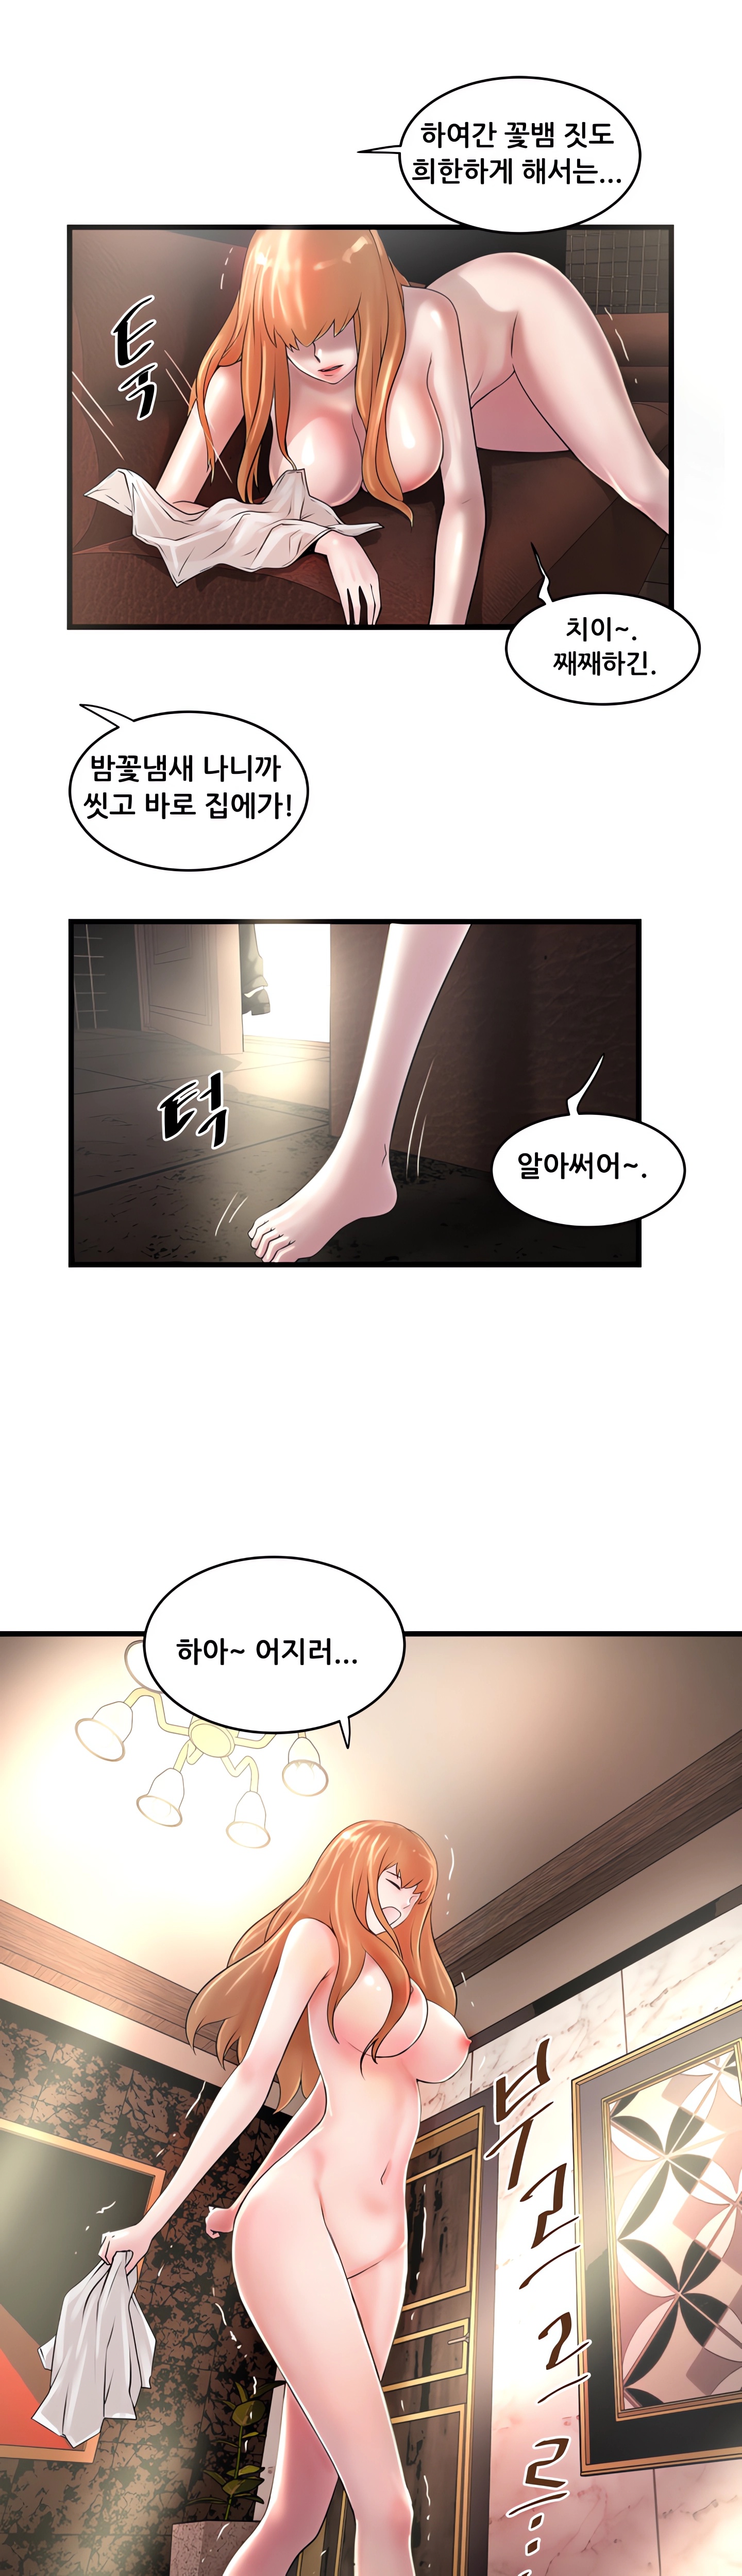 하여간 꽃뱀 짓도
희한하게 해서는...
툭
치이~.
째째하긴.
밤꽃냄새 나니까
씻고 바로 집에가!
턱
알아써어~.
하아~ 어지러...
부르르르...